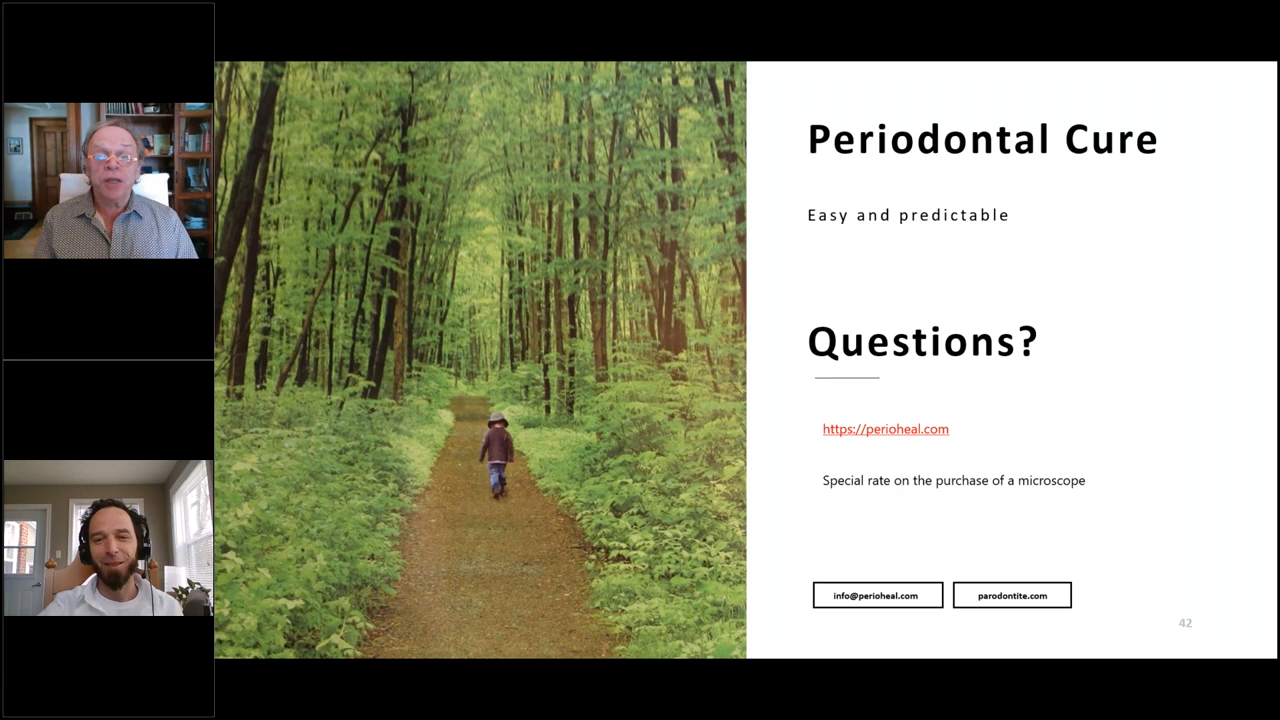 Periodontal Cure
Easy and predictable
Questions?
https://perioheal.com
Special rate on the purchase of a microscope
info@perioheal.com
parodontite.com
42